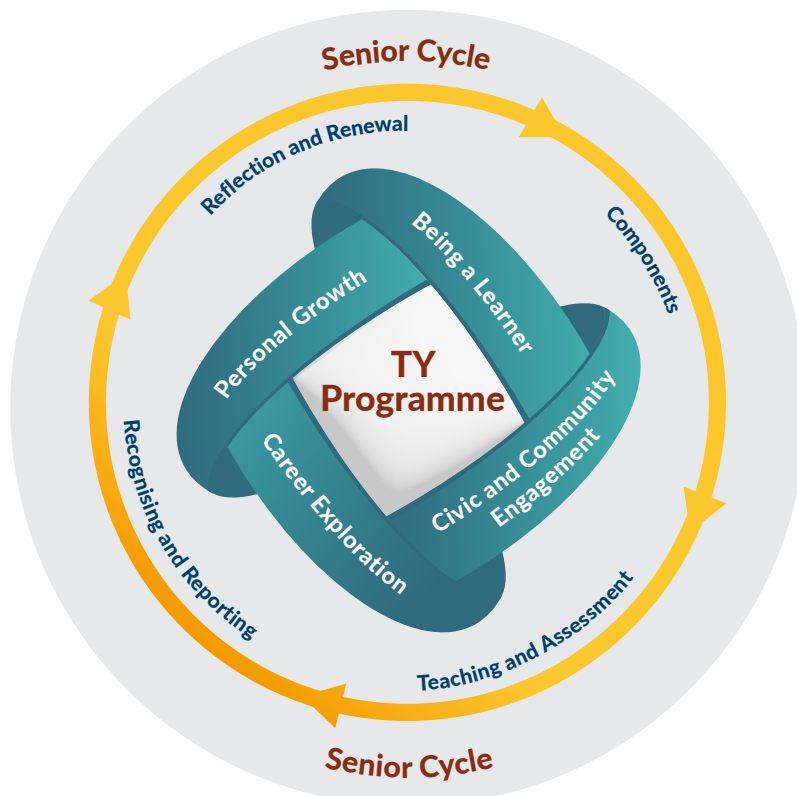 Senior Cycle
Reflection and Renewal
Components
Being a Learner
Personal Growth
TY
Programme
Civic and Community
Engagement
Career Exploration
Recognising and Reporting
Teaching and Assessment
Senior Cycle